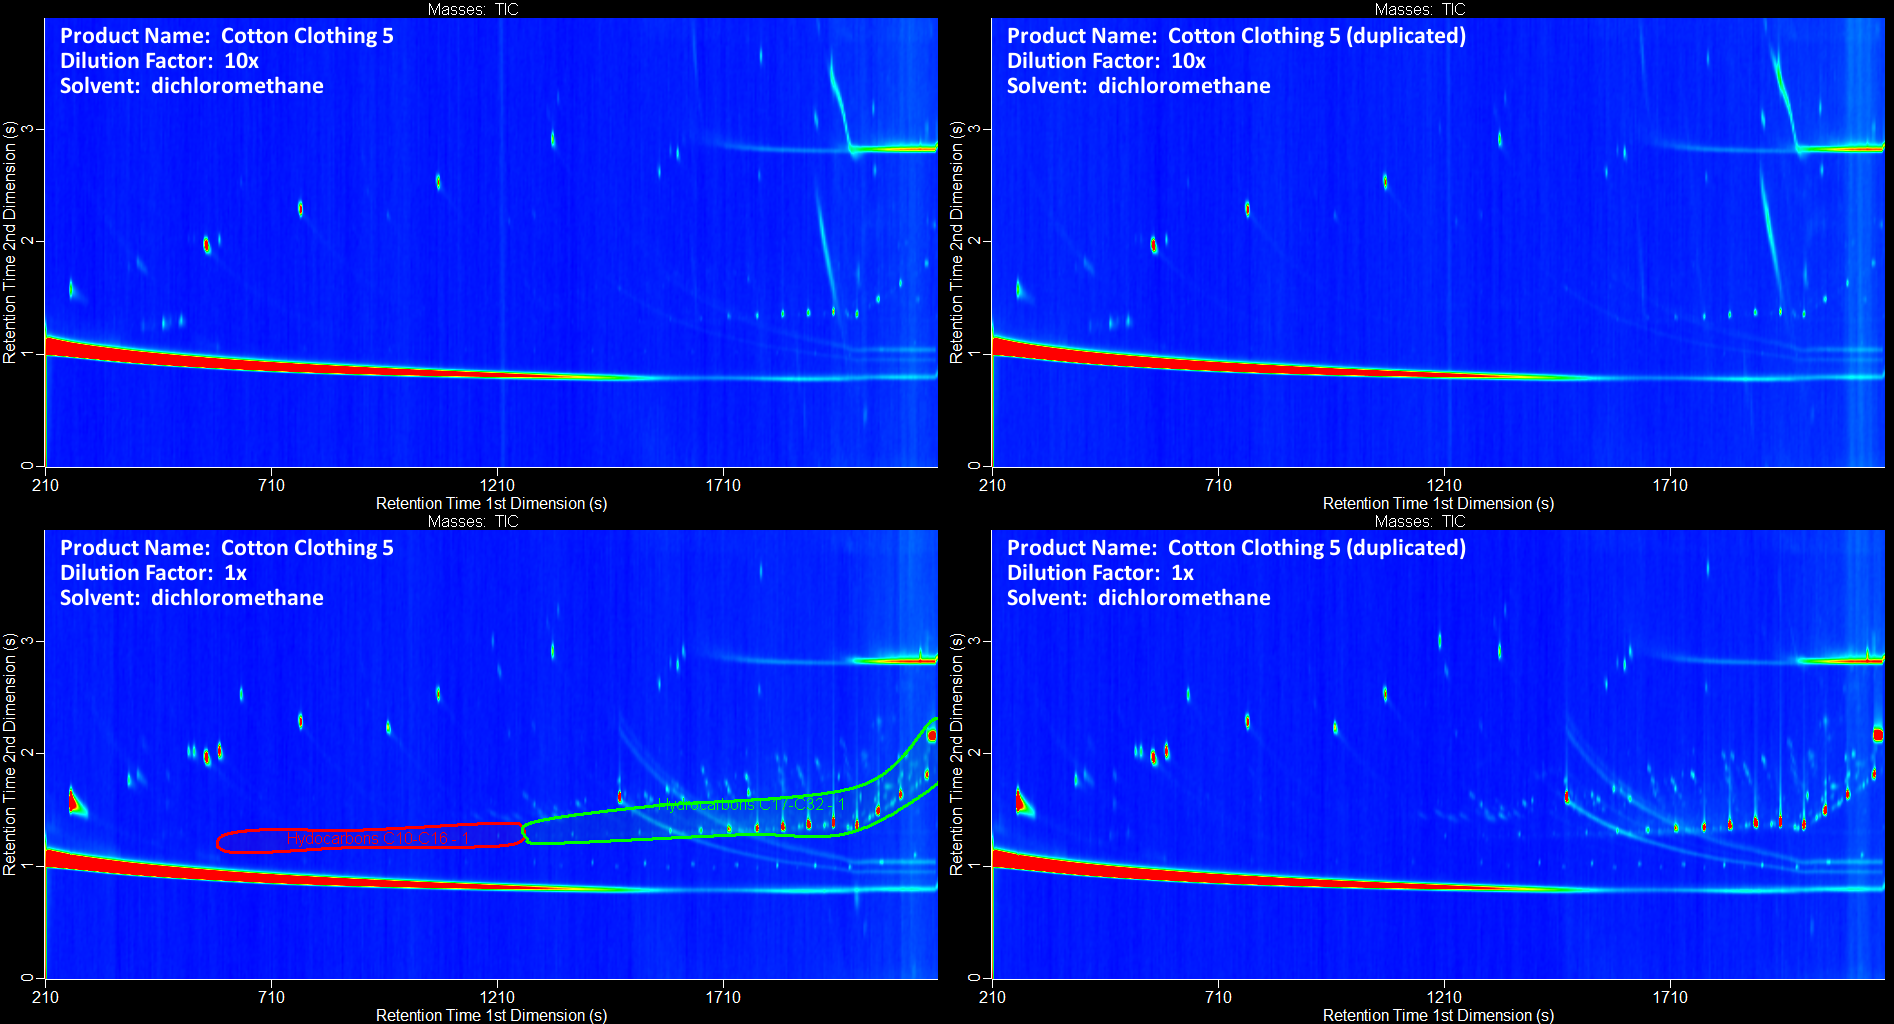 Masses: TIC
Product Name: Cotton Clothing 5
Dilution Factor: 10x
Solvent: dichloromethane
Retention Time 2nd Dimension (s)
3
2
1
0
210
710
1210
1710
Retention Time 1st Dimension (s)
Masses: TIC
Product Name: Cotton Clothing 5 (duplicated)
Dilution Factor: 10x
Solvent: dichloromethane
Retention Time 2nd Dimension (s)
3
2
1
0
210
710
1210
1710
Retention Time 1st Dimension (s)
Masses: TIC
Product Name: Cotton Clothing 5
Dilution Factor: 1x
Solvent: dichloromethane
Retention Time 2nd Dimension (s)
3
2
1
0
Hydrocarbons C17-C32 - 1
210
710
1210
1710
Retention Time 1st Dimension (s)
Masses: TIC
Product Name: Cotton Clothing 5 (duplicated)
Dilution Factor: 1x
Solvent: dichloromethane
Retention Time 2nd Dimension (s)
3
2
1
0
210
710
1210
1710
Retention Time 1st Dimension (s)